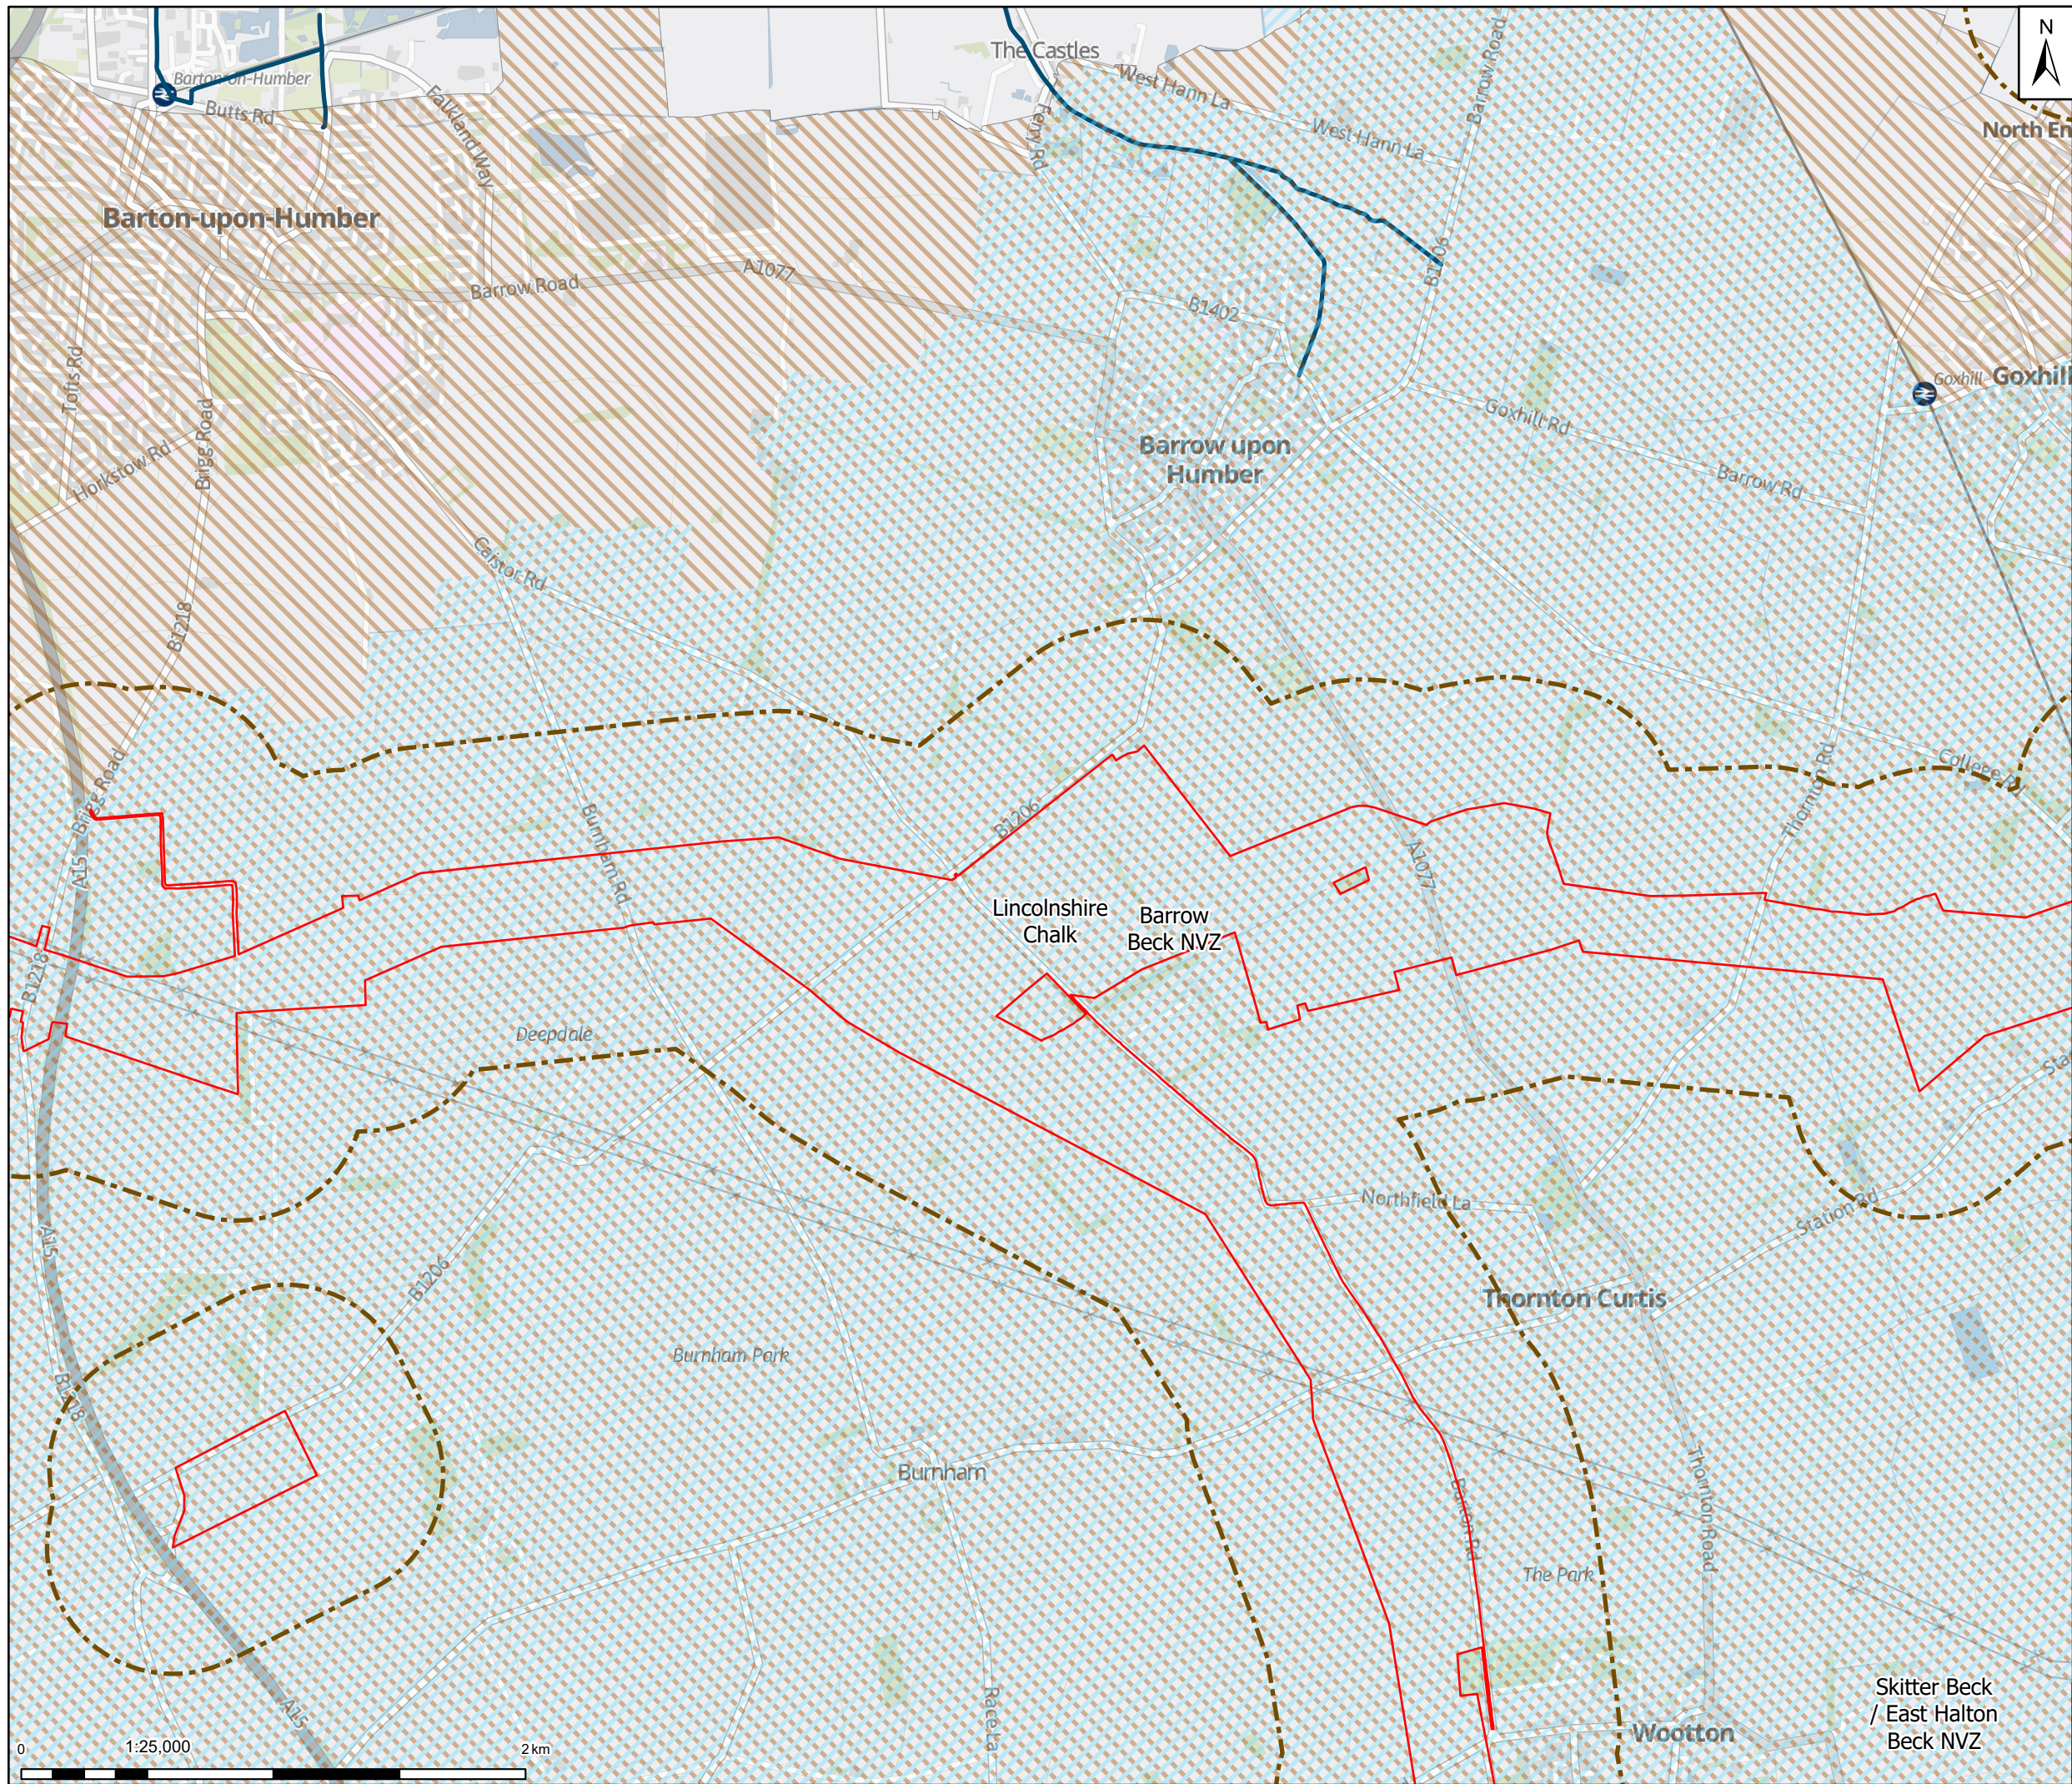 N
The Castles
Barton-on-Humber
Butts Rd
Falkland Way
Ferry Rd
West Hann La
West Hann La
Barrow Road
North En
Barton-upon-Humber
A1077
Barrow Road
B1206
B1402
Tofts Rd
Brigg Road
Horkstow Rd
Goxhill
Goxhill
Goxhill Rd
Barrow upon
Humber
Barrow Rd
Caistor Rd
B1218
Brigg Road
A15
Burnham Rd
B1206
A1077
Thornton Rd
College Rd
Lincolnshire
Chalk
Barrow
Beck NVZ
B1218
Deepdale
Sta
Northfield La
Station Rd
A15
B1206
Thornton Curtis
Burnham Park
B1218
Burnham
Burton Rd
Thornton Road
The Park
A15
Race La
Wootton
Skitter Beck
/ East Halton
Beck NVZ
0
1:25,000
2 km